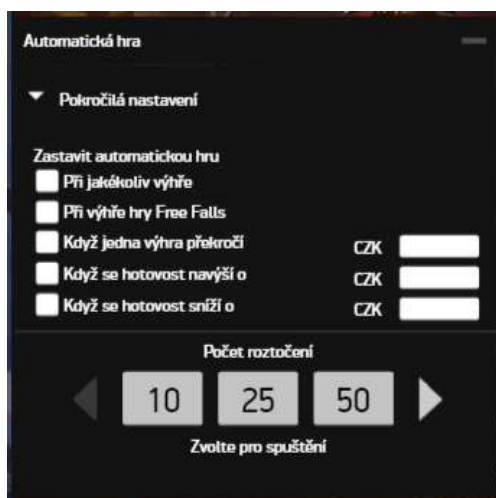 Automatická hra
Pokročilá nastavení
Zastavit automatickou hru
Při jakékoliv výhře
Při výhře hry Free Falls
Když jedna výhra překročí CZK
Když se hotovost navýší o CZK
Když se hotovost sníží o CZK
Počet roztočení
10 25 50
Zvolte pro spuštění